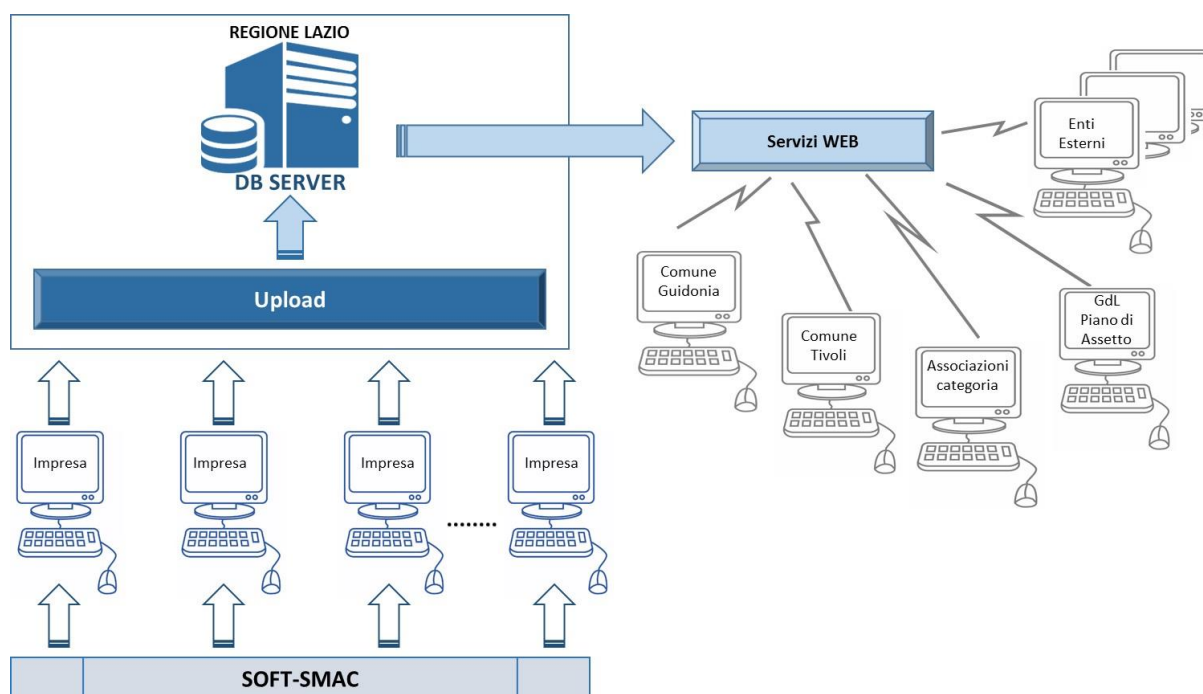 REGIONE LAZIO
DB SERVER
Upload
Servizi WEB
Enti
Esterni
Comune
Guidonia
Comune
Tivoli
Associazioni
categoria
GdL
Piano di
Assetto
Impresa
Impresa
Impresa
Impresa
........
SOFT-SMAC